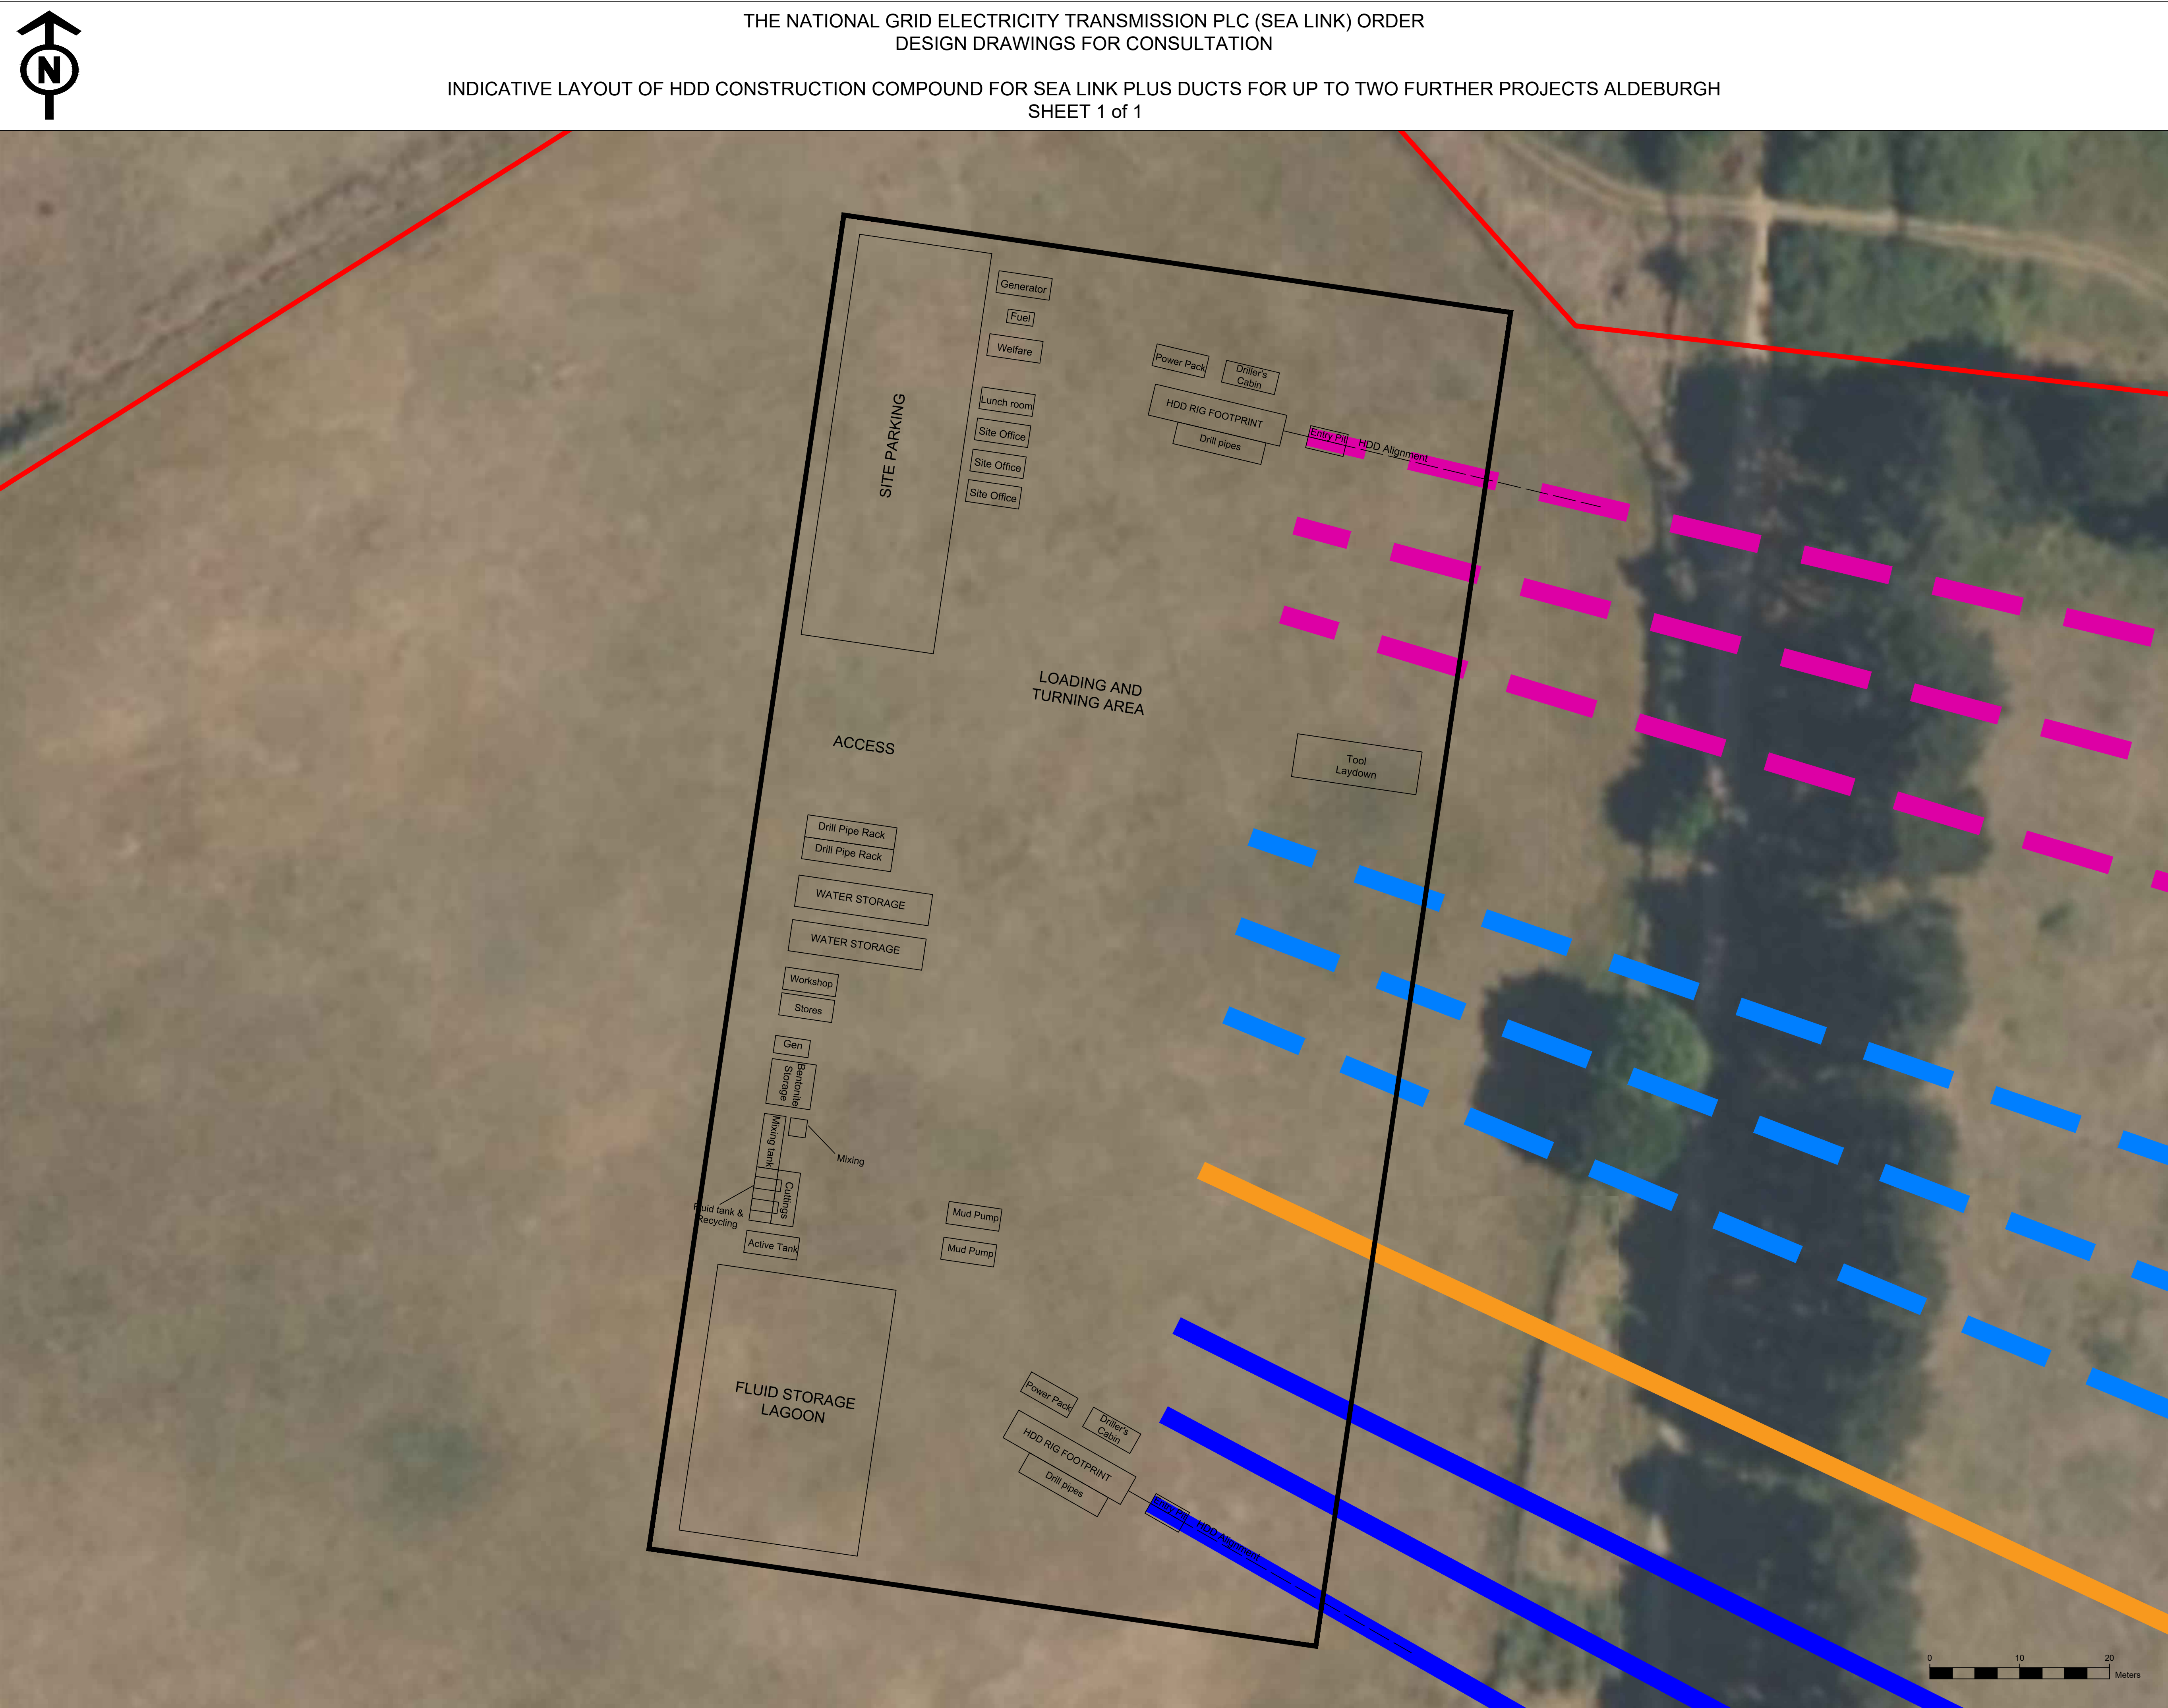 THE NATIONAL GRID ELECTRICITY TRANSMISSION PLC (SEA LINK) ORDER
DESIGN DRAWINGS FOR CONSULTATION
INDICATIVE LAYOUT OF HDD CONSTRUCTION COMPOUND FOR SEA LINK PLUS DUCTS FOR UP TO TWO FURTHER PROJECTS ALDEBURGH
SHEET 1 of 1
N
Generator
Fuel
Welfare
Lunch room
Site Office
Site Office
Site Office
SITE PARKING
Power Pack
Driller's
Cabin
HDD RIG FOOTPRINT
Drill pipes
Entry Pit
HDD Alignment
LOADING AND
TURNING AREA
ACCESS
Tool
Laydown
Drill Pipe Rack
Drill Pipe Rack
WATER STORAGE
WATER STORAGE
Workshop
Stores
Gen
Bentonite
Storage
Mixing tank
Mixing
Cuttings
Fluid tank &
Recycling
Active Tank
Mud Pump
Mud Pump
FLUID STORAGE
LAGOON
Power Pack
Driller's
Cabin
HDD RIG FOOTPRINT
Drill pipes
Entry Pit
HDD Alignment
0 10 20
Meters